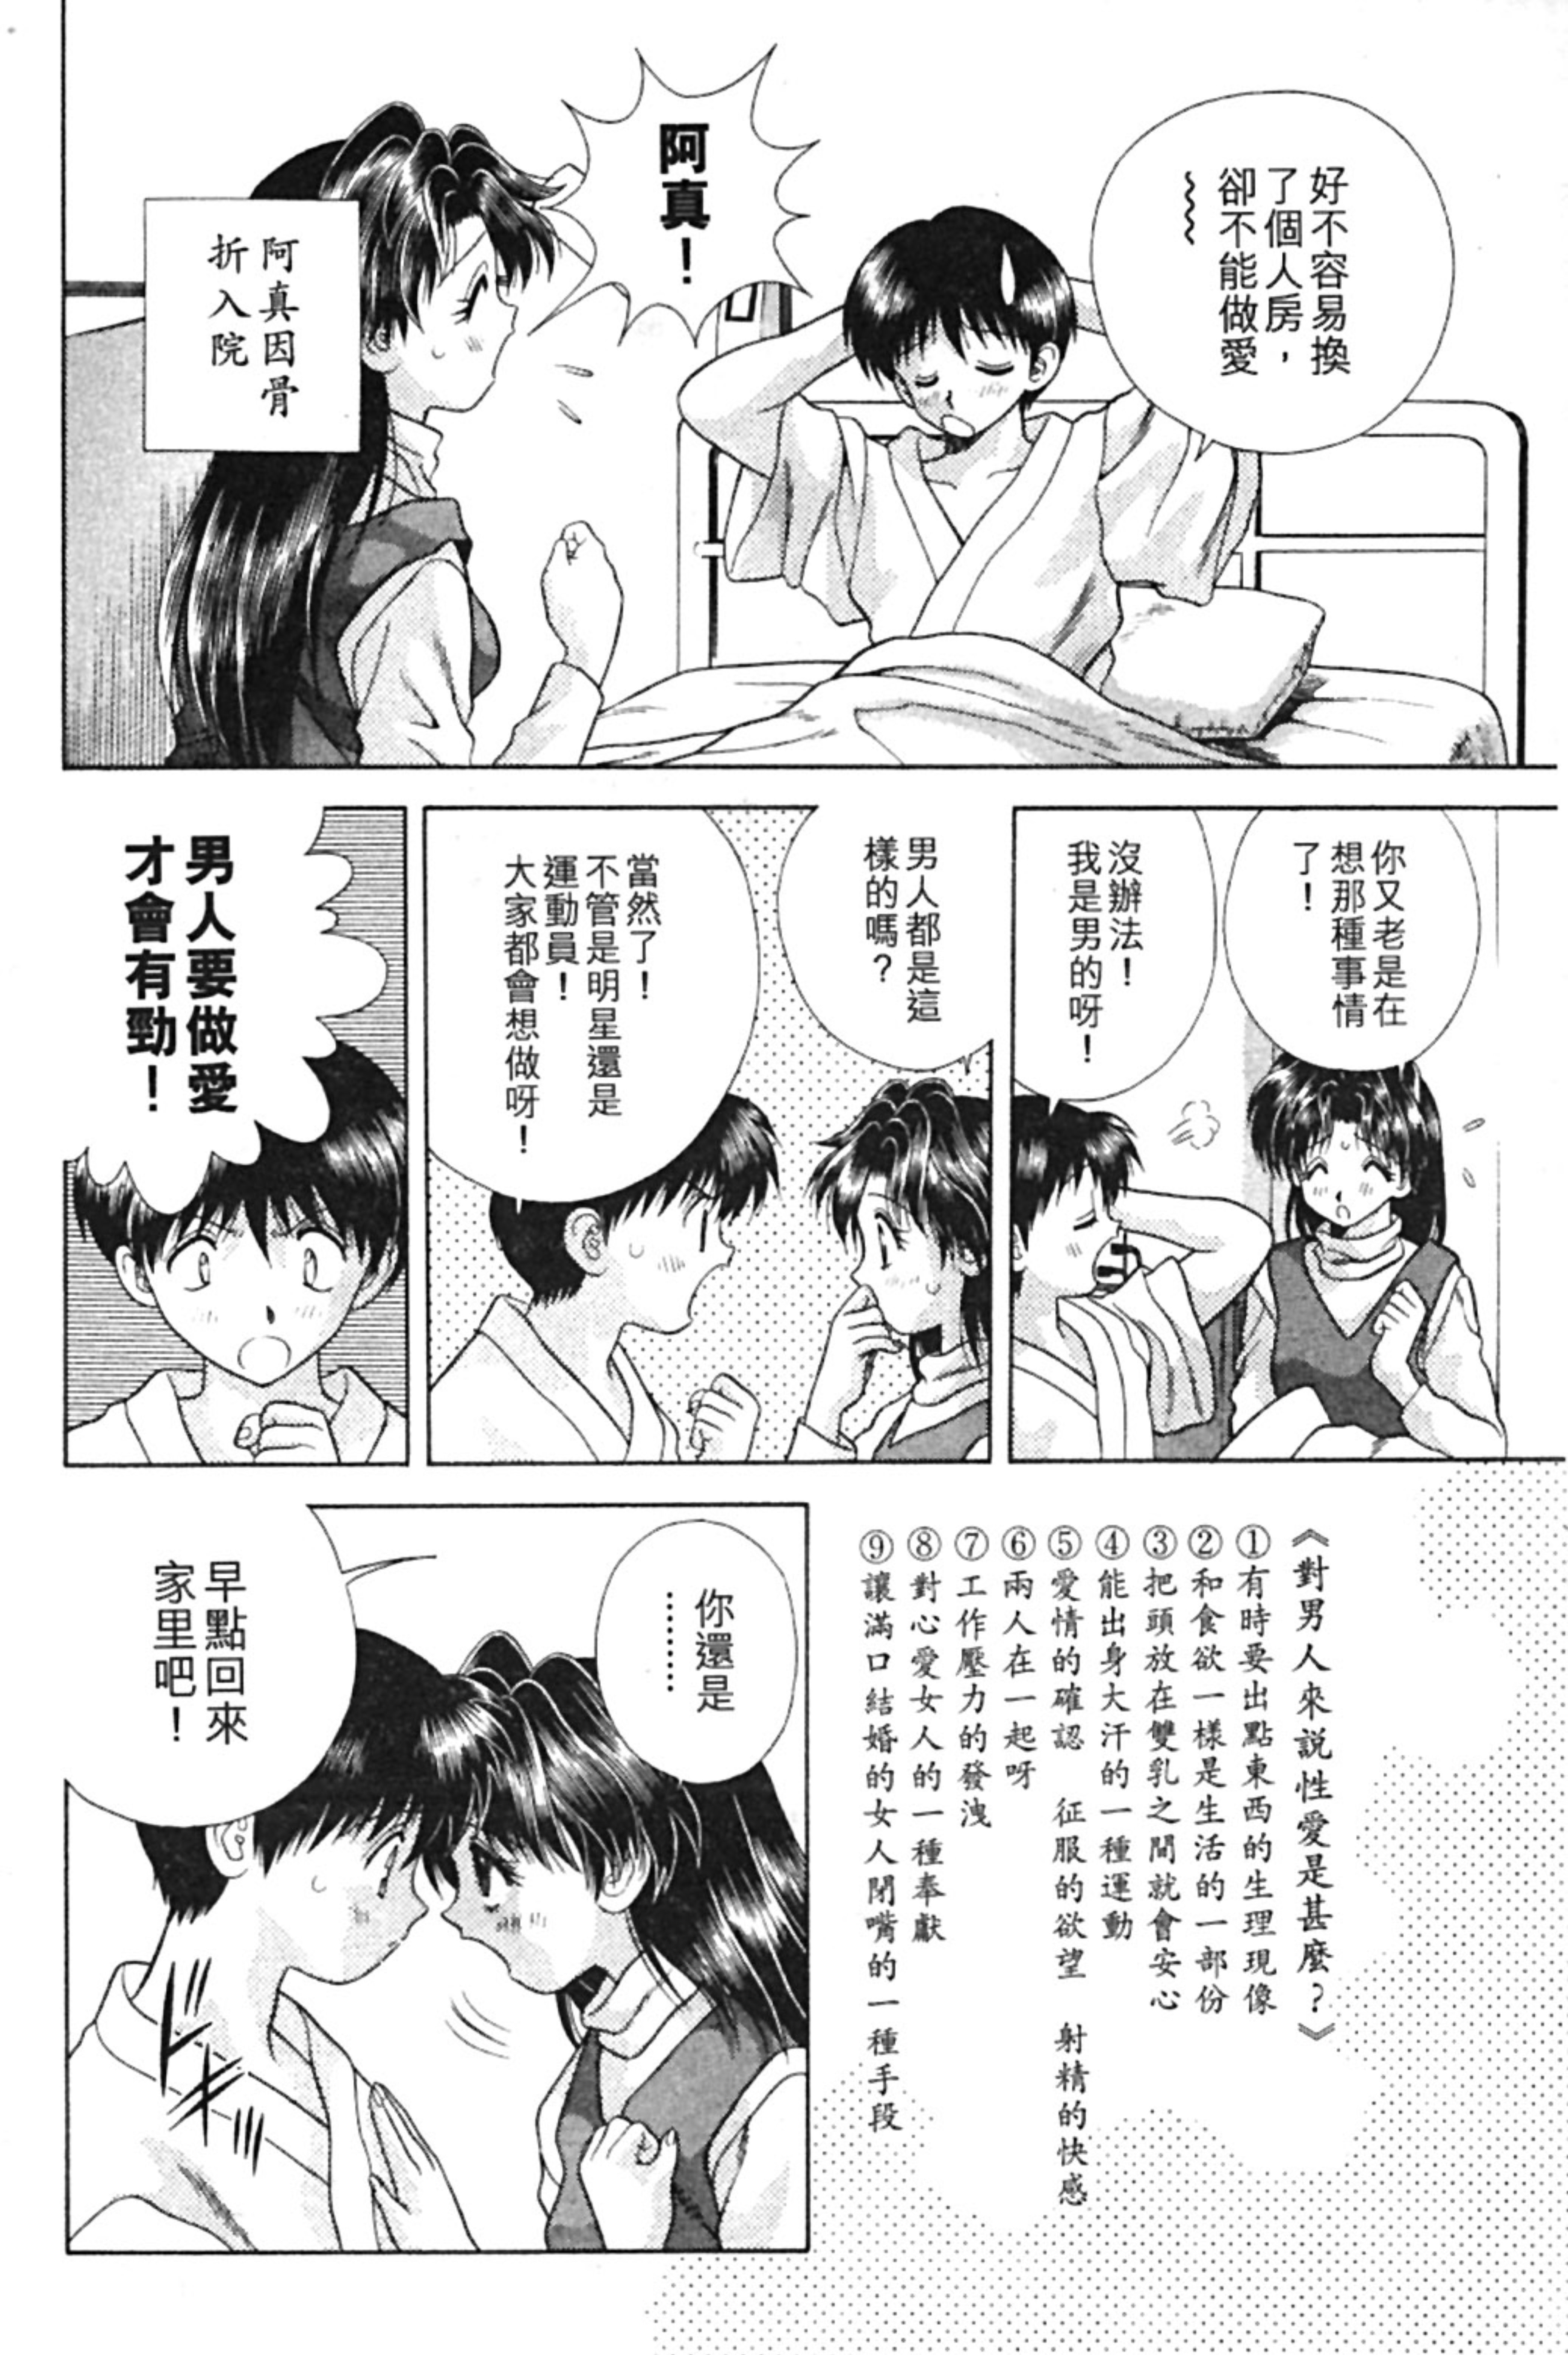 好不容易換
了個人房，
卻不能做愛
阿真！
阿真因骨
折入院
你又老是在
想那種事情
了！
沒辦法！
我是男的呀！
男人都是這
樣的嗎？
當然了！
不管是明星還是
運動員！
大家都會想做呀！
男人要做愛
才會有勁！
《對男人來説性愛是甚麼？》
①有時要出點東西的生理現像
②和食欲一樣是生活的一部份
③把頭放在雙乳之間就會安心
④能出身大汗的一種運動
⑤愛情的確認　征服的欲望　射精的快感
⑥兩人在一起呀
⑦工作壓力的發洩
⑧對心愛女人的一種奉獻
⑨讓滿口結婚的女人閉嘴的一種手段
你還是
………
早點回來
家里吧！